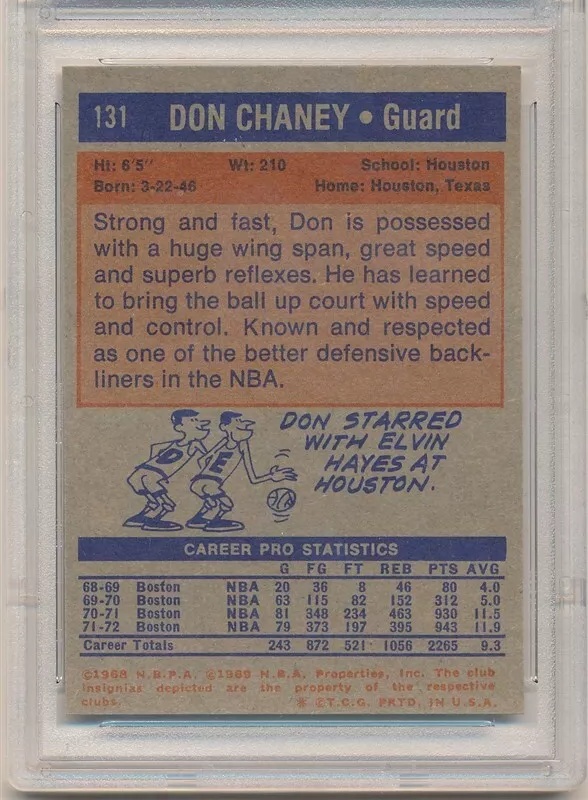 131 DON CHANEY • Guard
Ht: 6'5" Wt: 210 School: Houston
Born: 3-22-46 Home: Houston, Texas
Strong and fast, Don is possessed
with a huge wing span, great speed
and superb reflexes. He has learned
to bring the ball up court with speed
and control. Known and respected
as one of the better defensive back-
liners in the NBA.
DON STARRED
WITH ELVIN
HAYES AT
HOUSTON.
D
E
CAREER PRO STATISTICS
G FG FT REB PTS AVG
68-69 Boston NBA 20 36 8 46 80 4.0
69-70 Boston NBA 63 115 82 152 312 5.0
70-71 Boston NBA 81 348 234 463 930 11.5
71-72 Boston NBA 79 373 197 395 943 11.9
Career Totals 243 872 521 1056 2265 9.3
©1968 N.B.P.A. ©1969 N.B.A. Properties, Inc. The club
insignias depicted are the property of the respective
clubs. * ©T.C.G. PRTD. IN U.S.A.